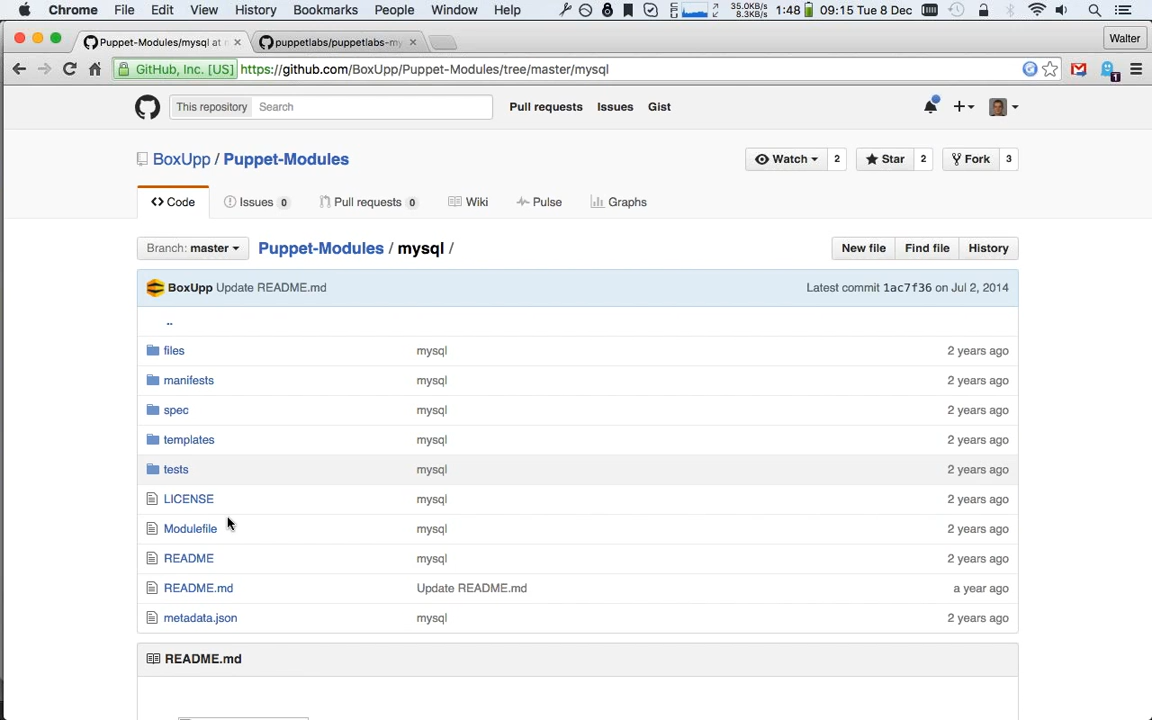 Chrome File Edit View History Bookmarks People Window Help 35.0KB/s 8.3KB/s 1:48 09:15 Tue 8 Dec
Puppet-Modules/mysql at puppetlabs/puppetlabs-my Walter
GitHub, Inc. [US] https://github.com/BoxUpp/Puppet-Modules/tree/master/mysql 1
This repository Search Pull requests Issues Gist
BoxUpp / Puppet-Modules Watch 2 Star 2 Fork 3
Code Issues 0 Pull requests 0 Wiki Pulse Graphs
Branch: master Puppet-Modules / mysql / New file Find file History
BoxUpp Update README.md Latest commit 1ac7f36 on Jul 2, 2014
..
files mysql 2 years ago
manifests mysql 2 years ago
spec mysql 2 years ago
templates mysql 2 years ago
tests mysql 2 years ago
LICENSE mysql 2 years ago
Modulefile mysql 2 years ago
README mysql 2 years ago
README.md Update README.md a year ago
metadata.json mysql 2 years ago
README.md